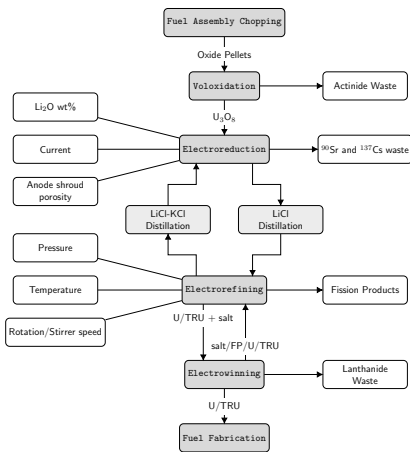 Fuel Assembly Chopping
Oxide Pellets
Voloxidation
Actinide Waste
U₃O₈
Li₂O wt%
Current
Anode shroud
porosity
Electroreduction
⁹⁰Sr and ¹³⁷Cs waste
LiCl-KCl
Distillation
LiCl
Distillation
Pressure
Temperature
Rotation/Stirrer speed
Electrorefining
Fission Products
U/TRU + salt
salt/FP/U/TRU
Electrowinning
Lanthanide
Waste
U/TRU
Fuel Fabrication